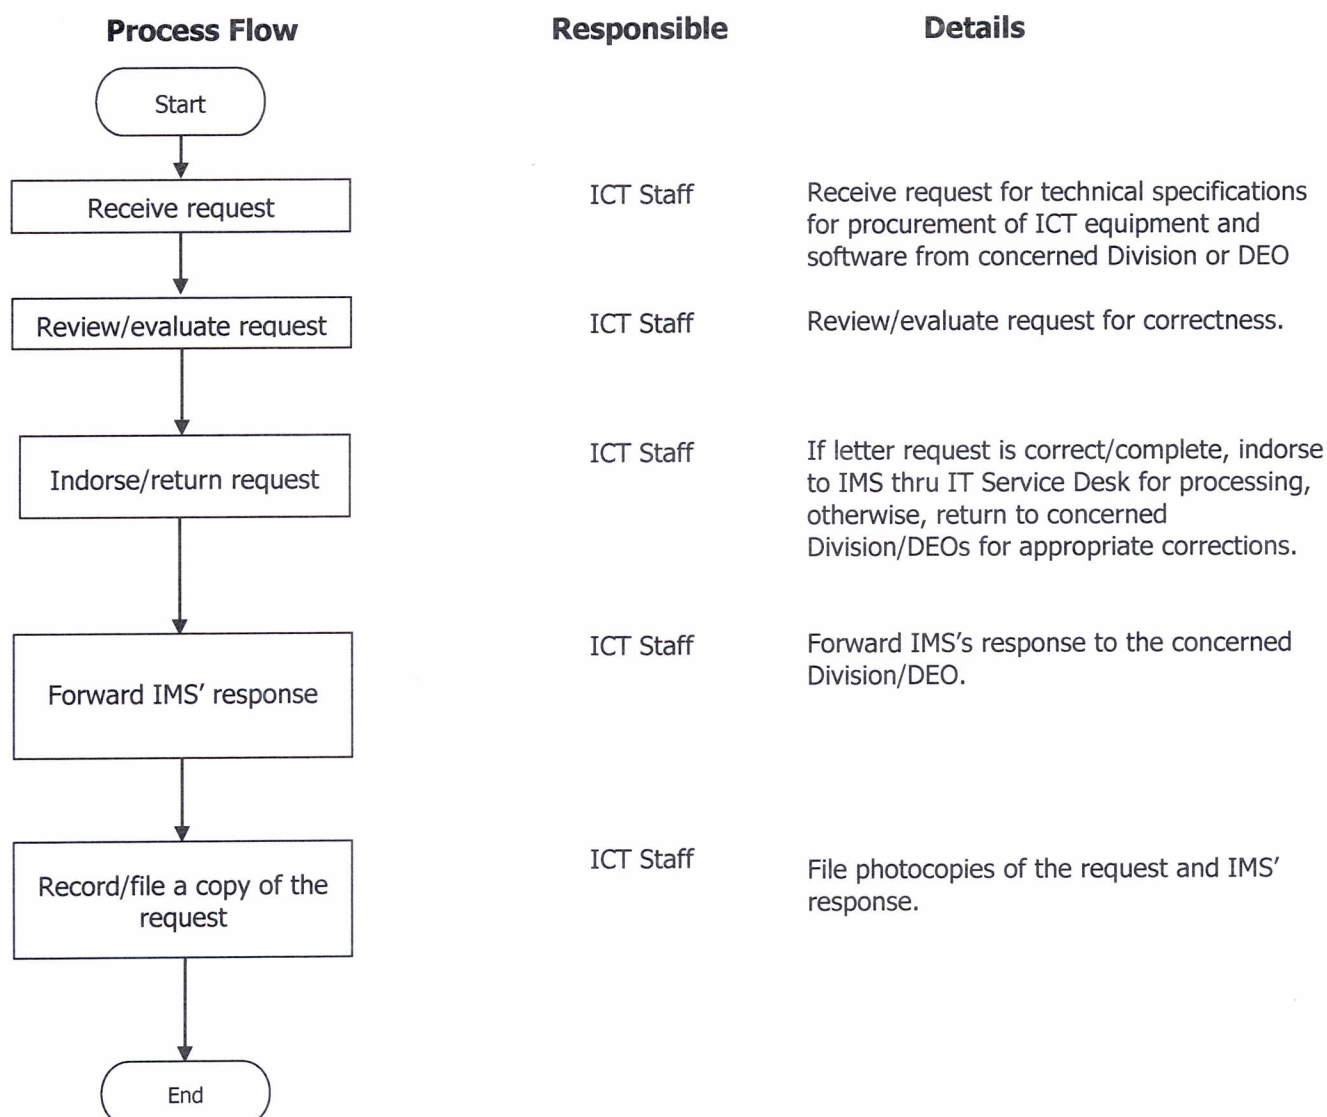 Process Flow Responsible Details
Start
Receive request
ICT Staff
Receive request for technical specifications
for procurement of ICT equipment and
software from concerned Division or DEO
Review/evaluate request
ICT Staff
Review/evaluate request for correctness.
Indorse/return request
ICT Staff
If letter request is correct/complete, indorse
to IMS thru IT Service Desk for processing,
otherwise, return to concerned
Division/DEOs for appropriate corrections.
Forward IMS' response
ICT Staff
Forward IMS's response to the concerned
Division/DEO.
Record/file a copy of the
request
ICT Staff
File photocopies of the request and IMS'
response.
End